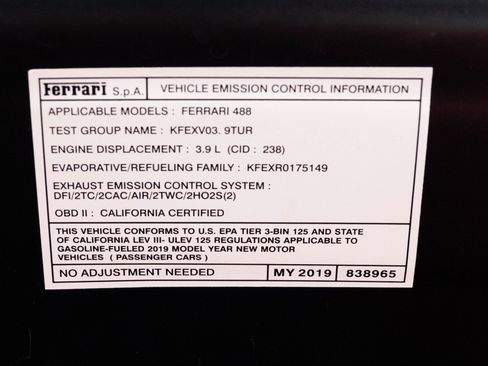 Ferrari S.p.A. VEHICLE EMISSION CONTROL INFORMATION
APPLICABLE MODELS : FERRARI 488
TEST GROUP NAME : KFEXV03. 9TUR
ENGINE DISPLACEMENT : 3.9 L (CID : 238)
EVAPORATIVE/REFUELING FAMILY : KFEXR0175149
EXHAUST EMISSION CONTROL SYSTEM :
DFI/2TC/2CAC/AIR/2TWC/2HO2S(2)
OBD II : CALIFORNIA CERTIFIED
THIS VEHICLE CONFORMS TO U.S. EPA TIER 3-BIN 125 AND STATE
OF CALIFORNIA LEV III- ULEV 125 REGULATIONS APPLICABLE TO
GASOLINE-FUELED 2019 MODEL YEAR NEW MOTOR
VEHICLES ( PASSENGER CARS )
NO ADJUSTMENT NEEDED MY 2019 838965